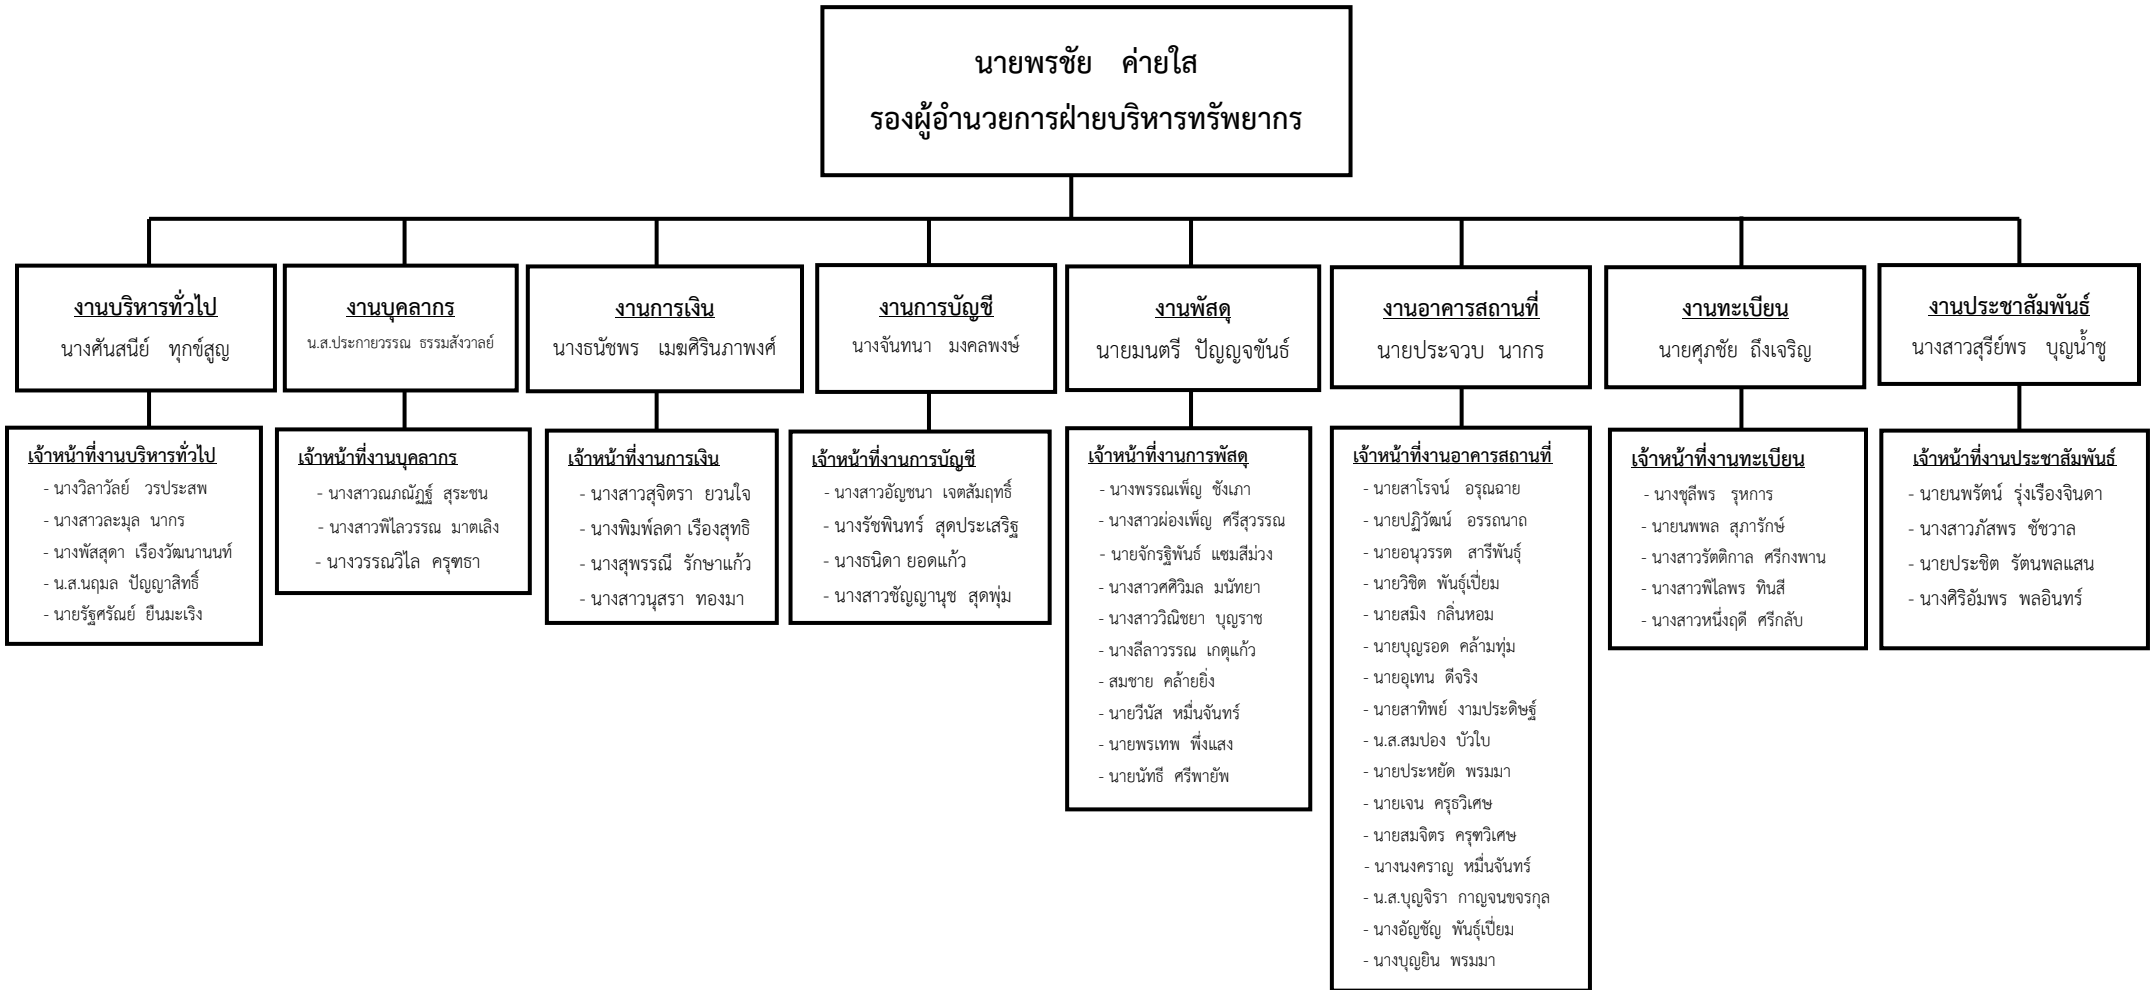 นายพรชัย ค่ายใส
รองผู้อำนวยการฝ่ายบริหารทรัพยากร
งานบริหารทั่วไป
นางศันสนีย์ ทุกข์สูญ
งานบุคลากร
น.ส.ประกายวรรณ ธรรมสังวาลย์
งานการเงิน
นางธนัชพร เมฆศิรินภาพงศ์
งานการบัญชี
นางจันทนา มงคลพงษ์
งานพัสดุ
นายมนตรี ปัญญจขันธ์
งานอาคารสถานที่
นายประจวบ นากร
งานทะเบียน
นายศุภชัย ถึงเจริญ
งานประชาสัมพันธ์
นางสาวสุรีย์พร บุญน้ำชู
เจ้าหน้าที่งานบริหารทั่วไป
- นางวิลาวัลย์ วรประสพ
- นางสาวละมุล นากร
- นางพัสสุดา เรืองวัฒนานนท์
- น.ส.นฤมล ปัญญาสิทธิ์
- นายรัฐศรัณย์ ยืนมะเริง
เจ้าหน้าที่งานบุคลากร
- นางสาวณภณัฏฐ์ สุระชน
- นางสาวพิไลวรรณ มาตเลิง
- นางวรรณวิไล ครุฑธา
เจ้าหน้าที่งานการเงิน
- นางสาวสุจิตรา ยวนใจ
- นางพิมพ์ลดา เรืองสุทธิ
- นางสุพรรณี รักษาแก้ว
- นางสาวนุสรา ทองมา
เจ้าหน้าที่งานการบัญชี
- นางสาวอัญชนา เจตสัมฤทธิ์
- นางรัชพินทร์ สุดประเสริฐ
- นางธนิดา ยอดแก้ว
- นางสาวชัญญานุช สุดพุ่ม
เจ้าหน้าที่งานการพัสดุ
- นางพรรณเพ็ญ ชังเภา
- นางสาวผ่องเพ็ญ ศรีสุวรรณ
- นายจักรฐิพันธ์ แซมสีม่วง
- นางสาวศศิวิมล มนัทยา
- นางสาววิณิชยา บุญราช
- นางลีลาวรรณ เกตุแก้ว
- สมชาย คล้ายยิ่ง
- นายวีนัส หมื่นจันทร์
- นายพรเทพ พึ่งแสง
- นายนัทธี ศรีพายัพ
เจ้าหน้าที่งานอาคารสถานที่
- นายสาโรจน์ อรุณฉาย
- นายปฏิวัฒน์ อรรถนาถ
- นายอนุวรรต สารีพันธุ์
- นายวิชิต พันธุ์เปี่ยม
- นายสมิง กลิ่นหอม
- นายบุญรอด คล้ามทุ่ม
- นายอุเทน ดีจริง
- นายสาทิพย์ งามประดิษฐ์
- น.ส.สมปอง บัวใบ
- นายประหยัด พรมมา
- นายเจน ครุธวิเศษ
- นายสมจิตร ครุฑวิเศษ
- นางนงคราญ หมื่นจันทร์
- น.ส.บุญจิรา กาญจนขจรกุล
- นางอัญชัญ พันธุ์เปี่ยม
- นางบุญยิน พรมมา
เจ้าหน้าที่งานทะเบียน
- นางชุลีพร รุหการ
- นายนพพล สุภารักษ์
- นางสาวรัตติกาล ศรีกงพาน
- นางสาวพิไลพร ทินสี
- นางสาวหนึ่งฤดี ศรีกลับ
เจ้าหน้าที่งานประชาสัมพันธ์
- นายนพรัตน์ รุ่งเรืองจินดา
- นางสาวภัสพร ชัชวาล
- นายประชิต รัตนพลแสน
- นางศิริอัมพร พลอินทร์